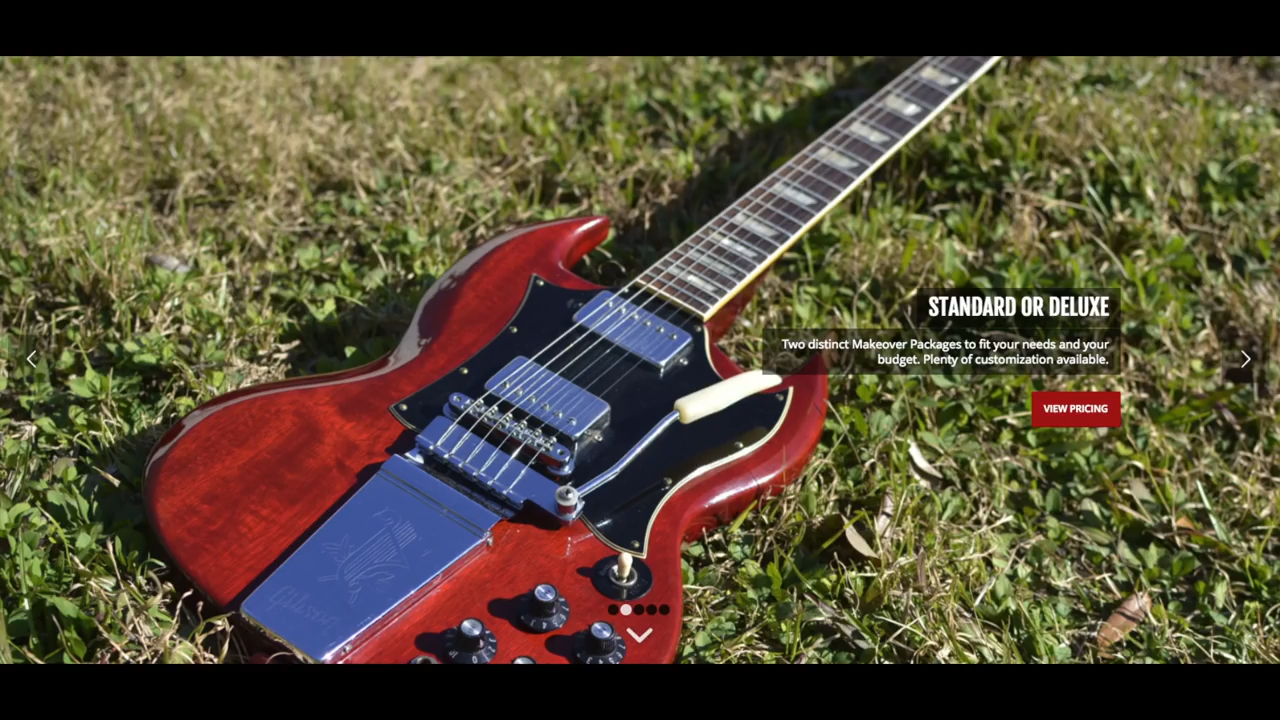 STANDARD OR DELUXE
Two distinct Makeover Packages to fit your needs and your
budget. Plenty of customization available.
VIEW PRICING
Gibson